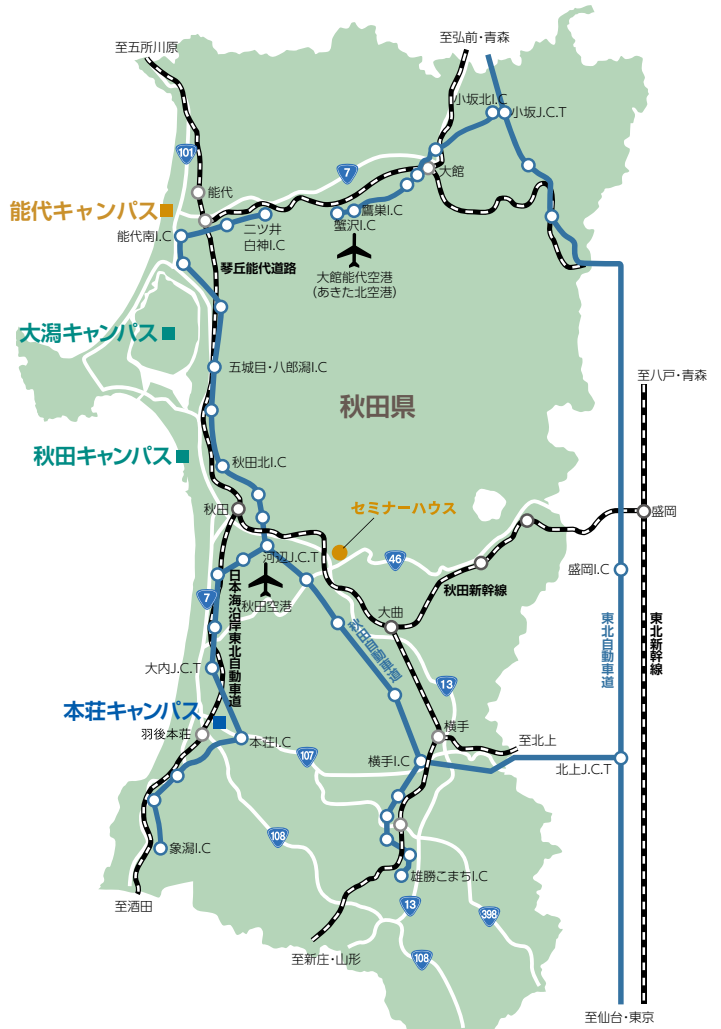 至五所川原
至弘前・青森
小坂北I.C
小坂J.C.T
101
7
大館
能代
能代キャンパス
鷹巣I.C
二ツ井
白神I.C
蟹沢I.C
能代南I.C
琴丘能代道路
大館能代空港
(あきた北空港)
大潟キャンパス
五城目・八郎潟I.C
至八戸・青森
秋田県
秋田キャンパス
秋田北I.C
秋田
セミナーハウス
盛岡
河辺J.C.T
46
盛岡I.C
秋田新幹線
秋田空港
7
日本海沿岸東北自動車道
大曲
秋田自動車道
東北自動車道
東北新幹線
大内J.C.T
13
本荘キャンパス
羽後本荘
本荘I.C
横手
至北上
107
横手I.C
北上J.C.T
108
象潟I.C
雄勝こまちI.C
至酒田
13
398
至新庄・山形
108
至仙台・東京